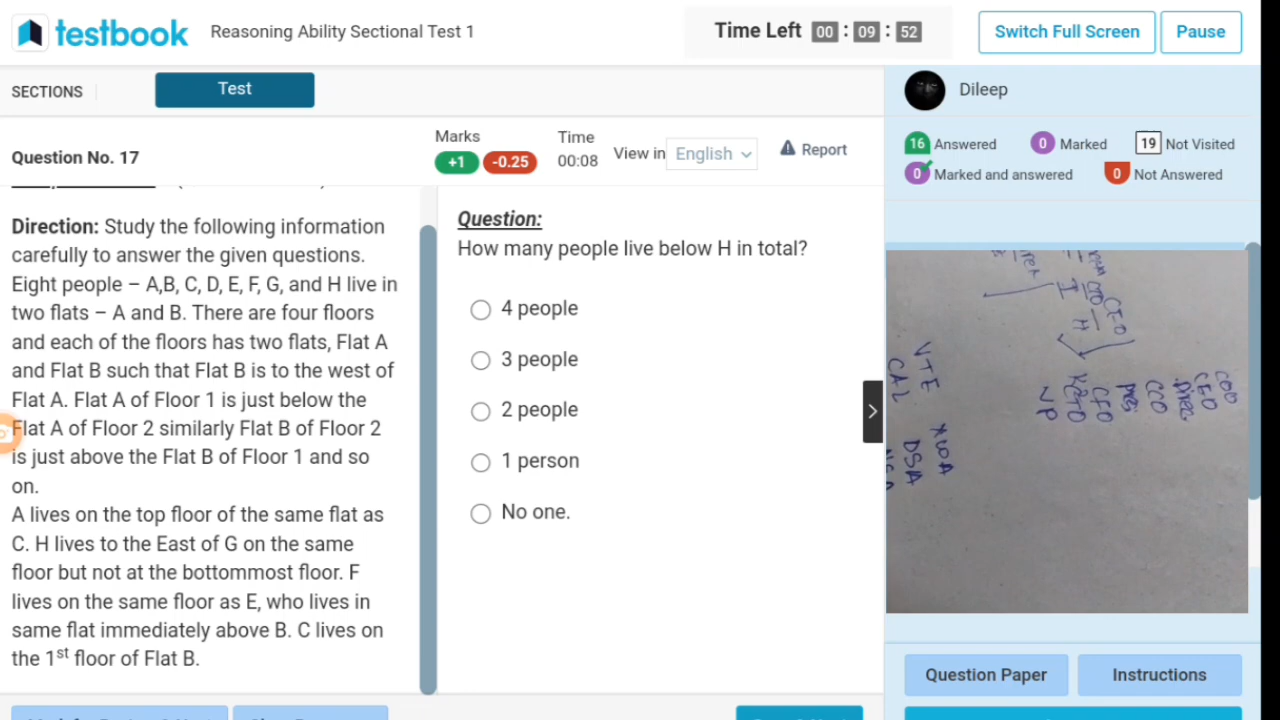 testbook
Reasoning Ability Sectional Test 1
Time Left 00 : 09 : 52
Switch Full Screen
Pause
SECTIONS
Test
Dileep
Question No. 17
Marks
+1 -0.25
Time
00:08
View in English
Report
16 Answered
0 Marked
19 Not Visited
0 Marked and answered
0 Not Answered
Direction: Study the following information
carefully to answer the given questions.
Eight people – A,B, C, D, E, F, G, and H live in
two flats – A and B. There are four floors
and each of the floors has two flats, Flat A
and Flat B such that Flat B is to the west of
Flat A. Flat A of Floor 1 is just below the
Flat A of Floor 2 similarly Flat B of Floor 2
is just above the Flat B of Floor 1 and so
on.
A lives on the top floor of the same flat as
C. H lives to the East of G on the same
floor but not at the bottommost floor. F
lives on the same floor as E, who lives in
same flat immediately above B. C lives on
the 1st floor of Flat B.
Question:
How many people live below H in total?
4 people
3 people
2 people
1 person
No one.
VTE
CAL
DSA
COO
CEO
CCO
CFO
VP
Question Paper
Instructions